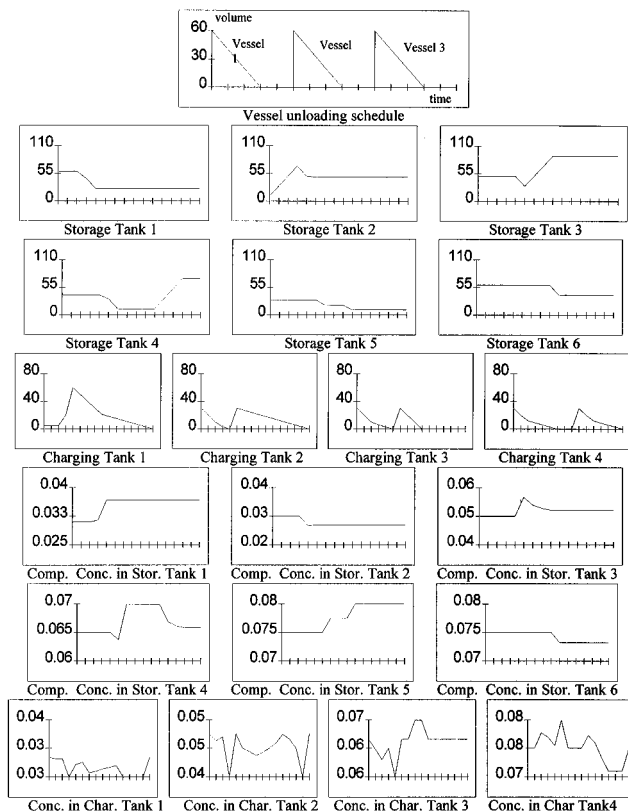 volume
60
Vessel
Vessel
Vessel 3
30
0
time
Vessel unloading schedule
110
110
110
55
55
55
0
0
0
Storage Tank 1
Storage Tank 2
Storage Tank 3
110
110
110
55
55
55
0
0
0
Storage Tank 4
Storage Tank 5
Storage Tank 6
80
80
80
80
40
40
40
40
0
0
0
0
Charging Tank 1
Charging Tank 2
Charging Tank 3
Charging Tank 4
0.04
0.04
0.06
0.033
0.03
0.05
0.025
0.02
0.04
Comp. Conc. in Stor. Tank 1
Comp. Conc. in Stor. Tank 2
Comp. Conc. in Stor. Tank 3
0.07
0.08
0.08
0.065
0.075
0.075
0.06
0.07
0.07
Comp. Conc. in Stor. Tank 4
Comp. Conc. in Stor. Tank 5
Comp. Conc. in Stor. Tank 6
0.04
0.05
0.07
0.08
0.03
0.05
0.06
0.08
0.03
0.04
0.06
0.07
Conc. in Char. Tank 1
Conc. in Char. Tank 2
Conc. in Char. Tank 3
Conc. in Char Tank4